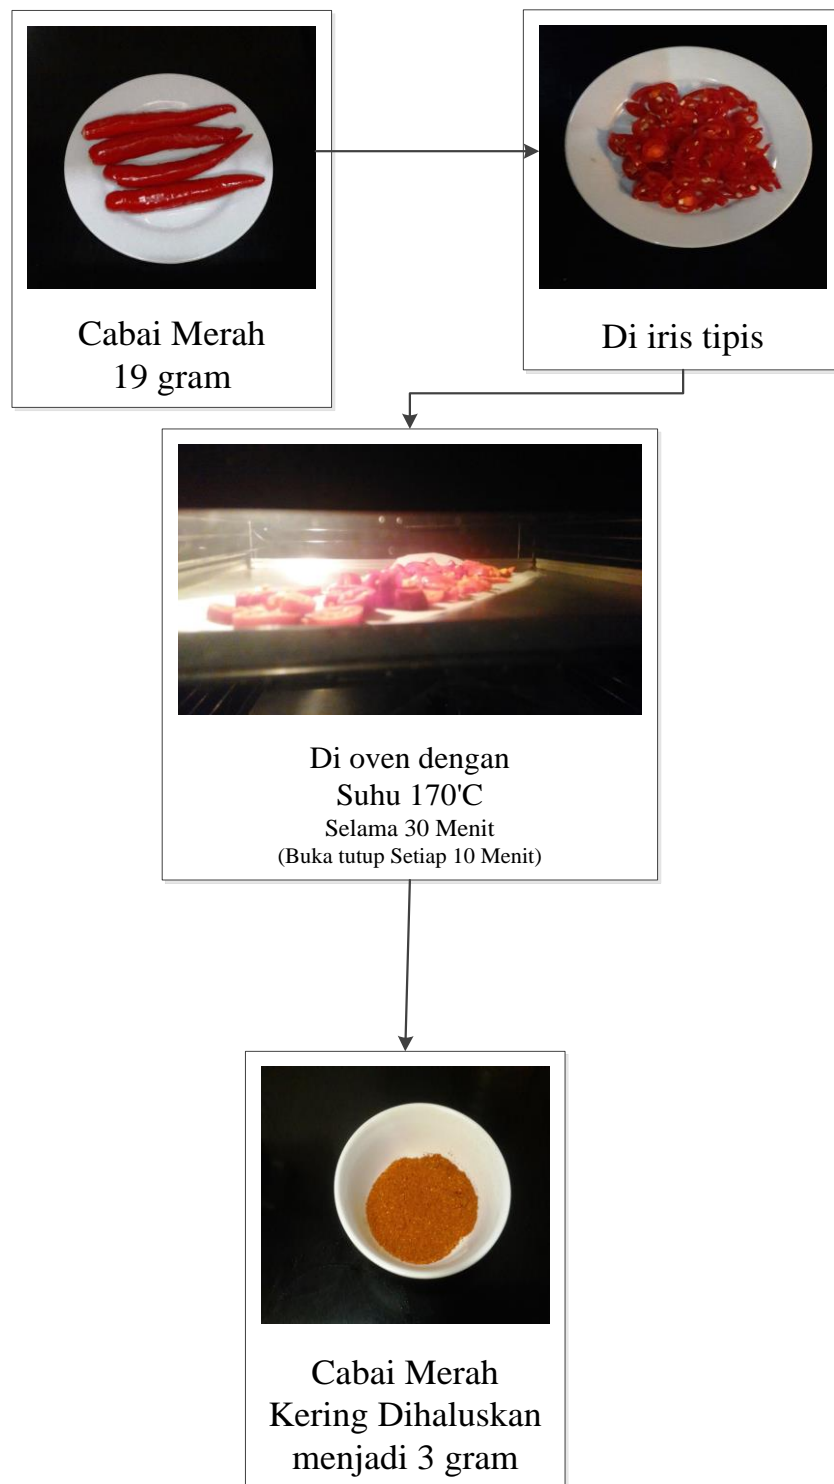 Cabai Merah
19 gram
Di iris tipis
Di oven dengan
Suhu 170'C
Selama 30 Menit
(Buka tutup Setiap 10 Menit)
Cabai Merah
Kering Dihaluskan
menjadi 3 gram